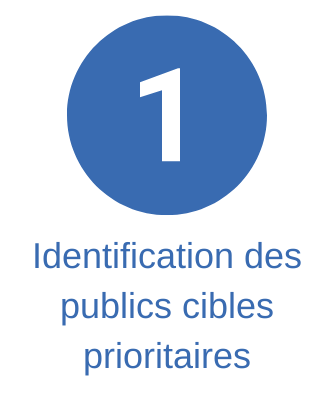 1
Identification des
publics cibles
prioritaires